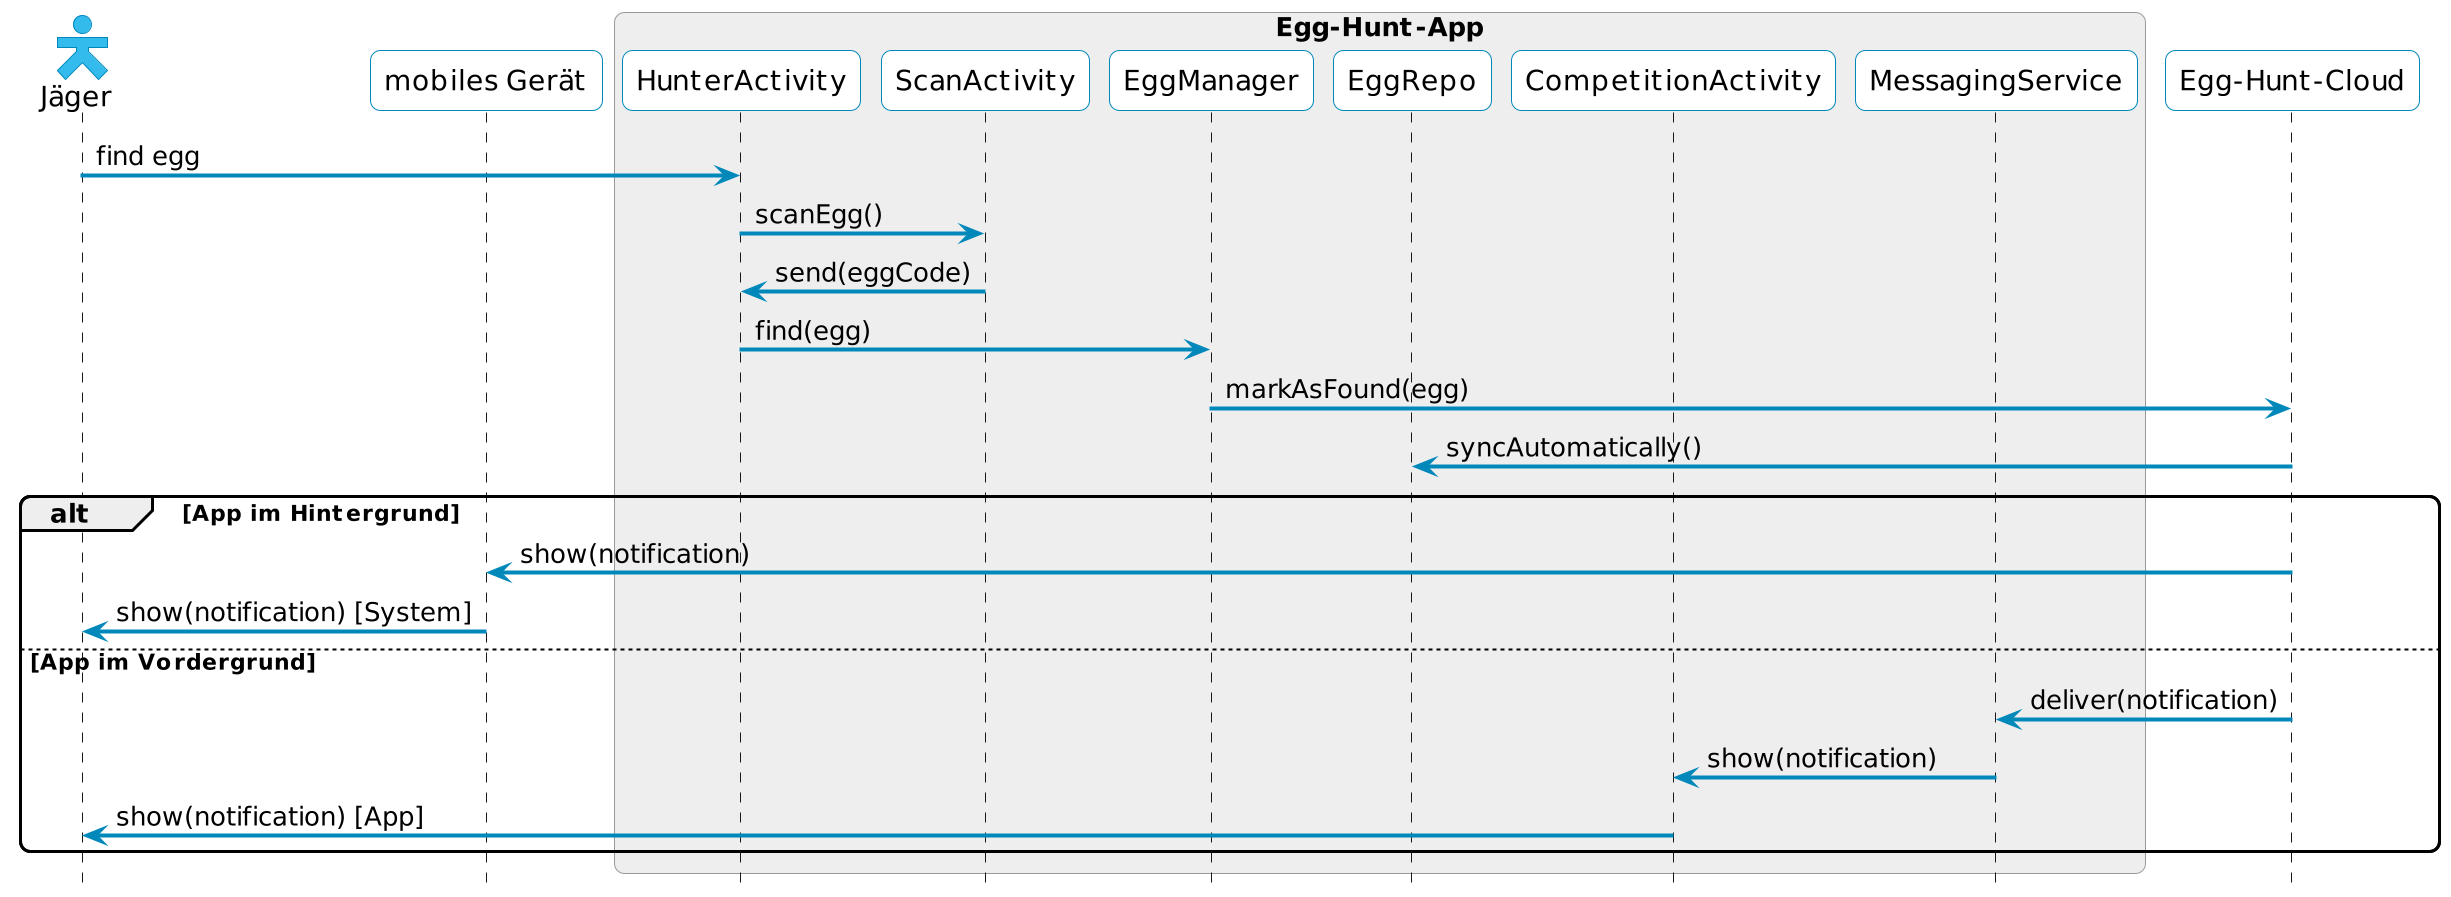 Egg-Hunt-App
Jäger
mobiles Gerät
HunterActivity
ScanActivity
EggManager
EggRepo
CompetitionActivity
MessagingService
Egg-Hunt-Cloud
find egg
scanEgg()
send(eggCode)
find(egg)
markAsFound(egg)
syncAutomatically()
alt [App im Hintergrund]
show(notification)
show(notification) [System]
[App im Vordergrund]
deliver(notification)
show(notification)
show(notification) [App]